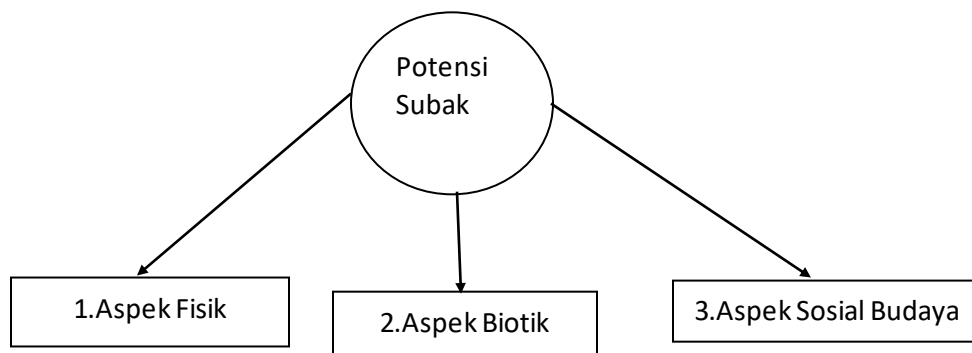 Potensi
Subak
1.Aspek Fisik
2.Aspek Biotik
3.Aspek Sosial Budaya